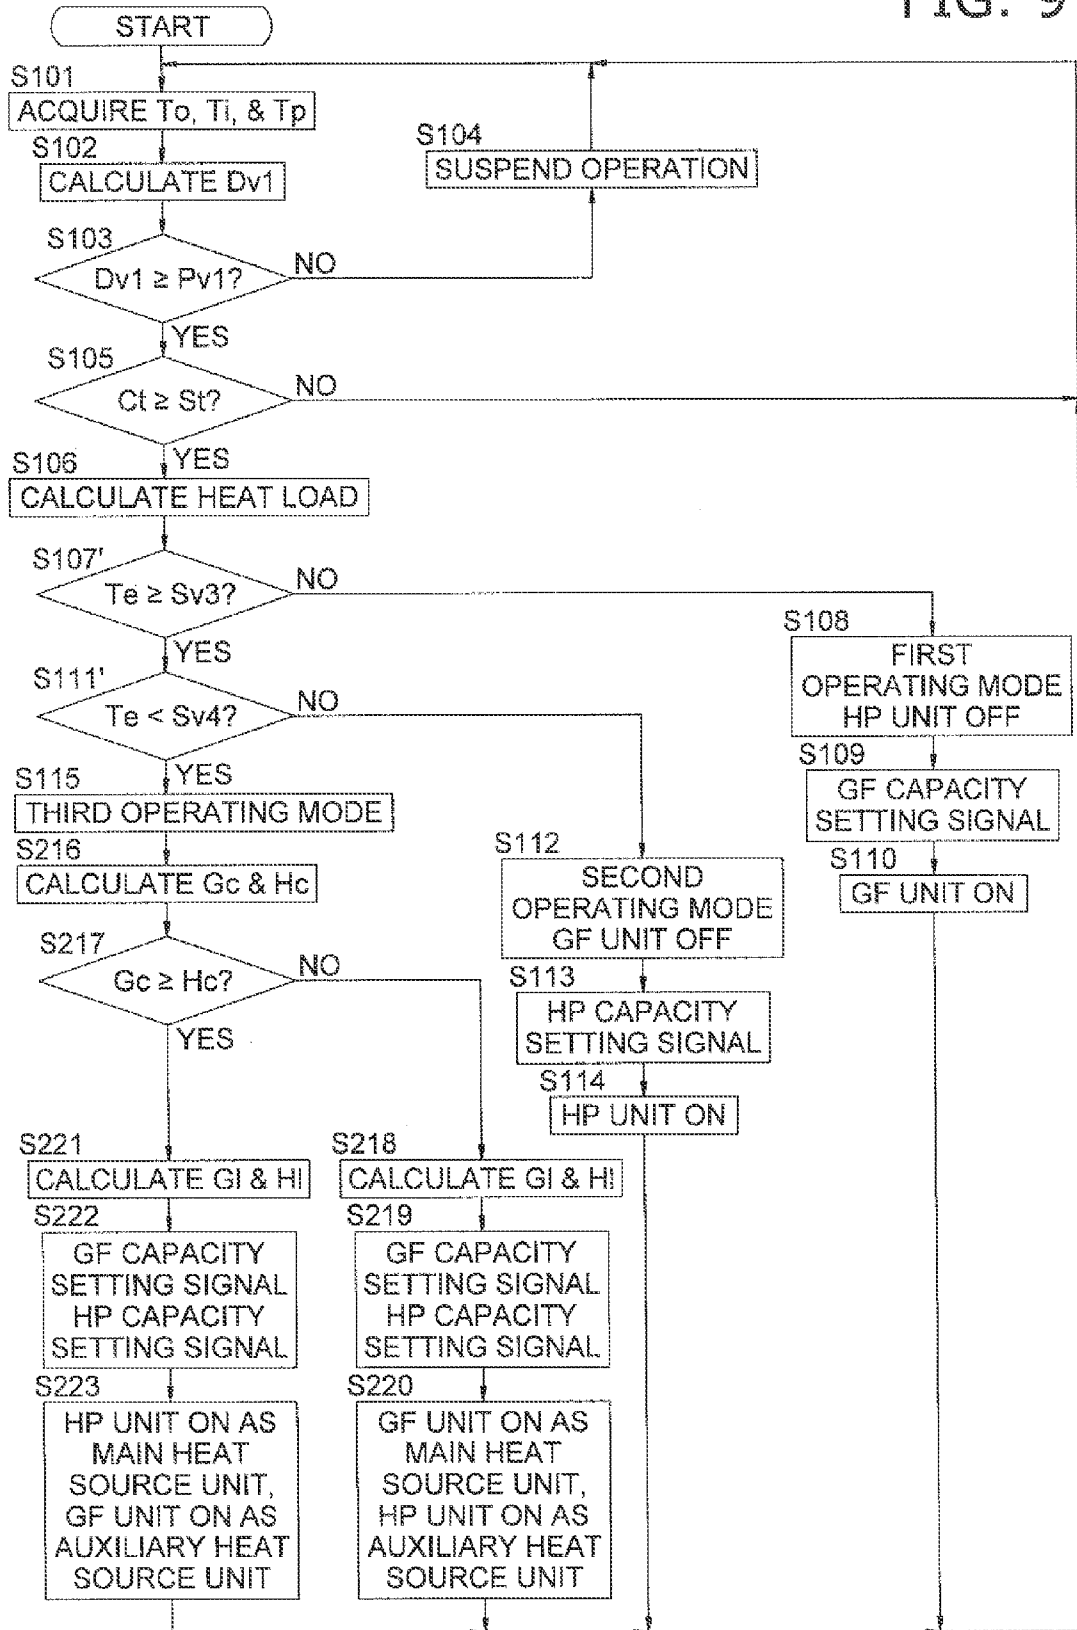 FIG. 9
START
S101
ACQUIRE To, Ti, & Tp
S102
CALCULATE Dv1
S104
SUSPEND OPERATION
S103
Dv1 ≥ Pv1?
NO
YES
S105
Ct ≥ St?
NO
YES
S106
CALCULATE HEAT LOAD
S107'
Te ≥ Sv3?
NO
YES
S108
FIRST
OPERATING MODE
HP UNIT OFF
S109
GF CAPACITY
SETTING SIGNAL
S110
GF UNIT ON
S111'
Te < Sv4?
NO
YES
S112
SECOND
OPERATING MODE
GF UNIT OFF
S113
HP CAPACITY
SETTING SIGNAL
S114
HP UNIT ON
S115
THIRD OPERATING MODE
S216
CALCULATE Gc & Hc
S217
Gc ≥ Hc?
NO
YES
S221
CALCULATE Gl & Hl
S222
GF CAPACITY
SETTING SIGNAL
HP CAPACITY
SETTING SIGNAL
S223
HP UNIT ON AS
MAIN HEAT
SOURCE UNIT,
GF UNIT ON AS
AUXILIARY HEAT
SOURCE UNIT
S218
CALCULATE Gl & Hl
S219
GF CAPACITY
SETTING SIGNAL
HP CAPACITY
SETTING SIGNAL
S220
GF UNIT ON AS
MAIN HEAT
SOURCE UNIT,
HP UNIT ON AS
AUXILIARY HEAT
SOURCE UNIT